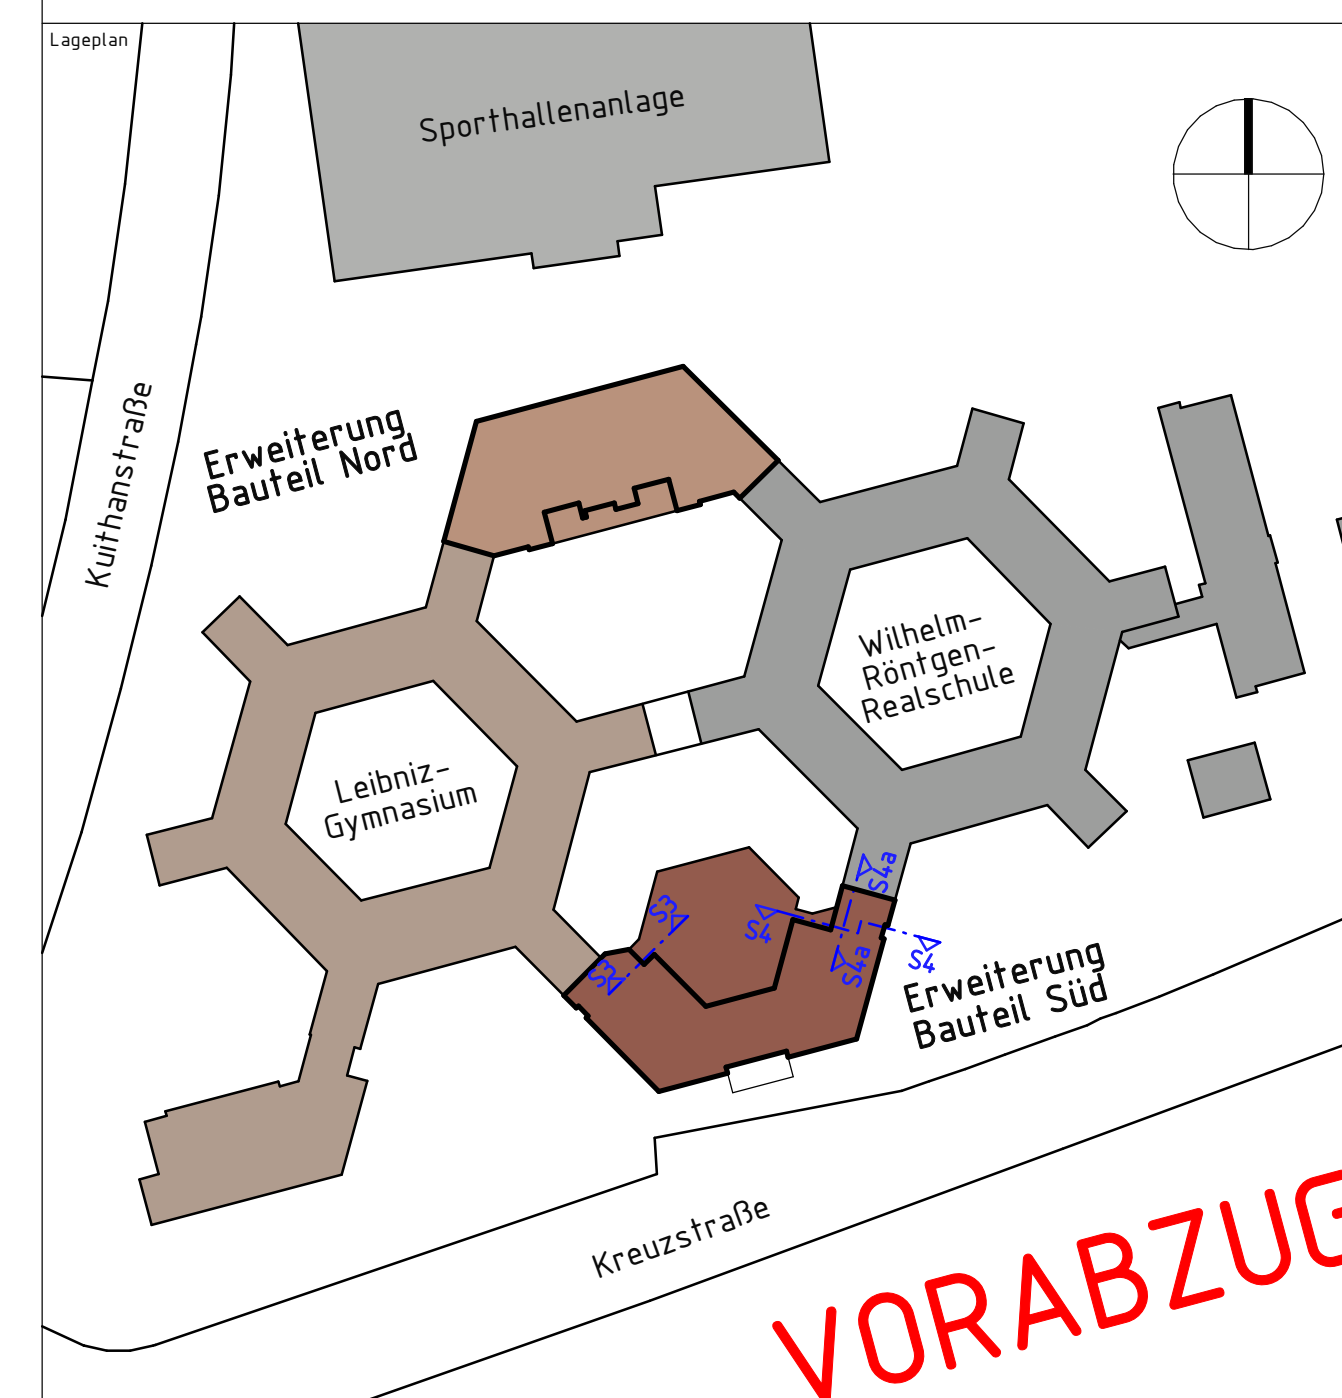 Lageplan
Sporthallenanlage
Kuithanstraße
Erweiterung
Bauteil Nord
Wilhelm-
Röntgen-
Realschule
Leibniz-
Gymnasium
S4a
S3
S4
S4
S3
S4a
Erweiterung
Bauteil Süd
Kreuzstraße
VORABZUG